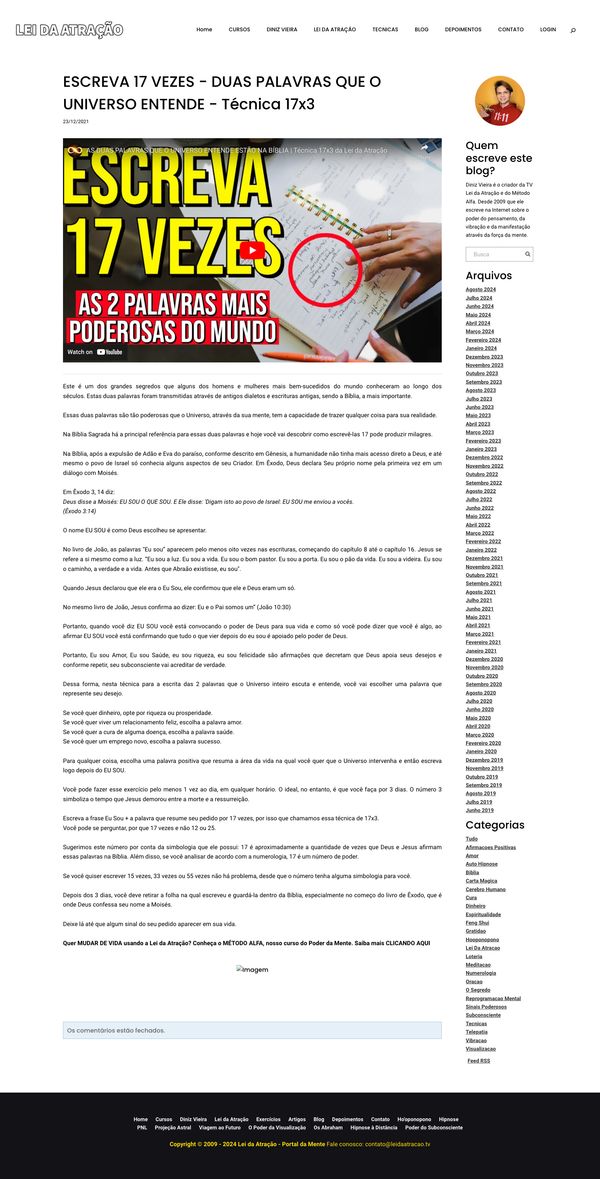 LEI DA ATRAÇÃO
Home CURSOS DINIZ VIEIRA LEI DA ATRAÇÃO TECNICAS BLOG DEPOIMENTOS CONTATO LOGIN
ESCREVA 17 VEZES - DUAS PALAVRAS QUE O
UNIVERSO ENTENDE - Técnica 17x3
23/12/2021
AS DUAS PALAVRAS QUE O UNIVERSO ENTENDE ESTÃO NA BÍBLIA | Técnica 17x3 da Lei da Atração
ESCREVA
17 VEZES
AS 2 PALAVRAS MAIS
PODEROSAS DO MUNDO
Watch on YouTube
Este é um dos grandes segredos que alguns dos homens e mulheres mais bem-sucedidos do mundo conheceram ao longo dos
séculos. Estas duas palavras foram transmitidas através de antigos dialetos e escrituras antigas, sendo a Bíblia, a mais importante.
Essas duas palavras são tão poderosas que o Universo, através da sua mente, tem a capacidade de trazer qualquer coisa para sua realidade.
Na Bíblia Sagrada há a principal referência para essas duas palavras e hoje você vai descobrir como escrevê-las 17 pode produzir milagres.
Na Bíblia, após a expulsão de Adão e Eva do paraíso, conforme descrito em Gênesis, a humanidade não tinha mais acesso direto a Deus, e até
mesmo o povo de Israel só conhecia alguns aspectos de seu Criador. Em Êxodo, Deus declara Seu próprio nome pela primeira vez em um
diálogo com Moisés.
Em Êxodo 3, 14 diz:
Deus disse a Moisés: EU SOU O QUE SOU. E Ele disse: 'Digam isto ao povo de Israel: EU SOU me enviou a vocês.
(Êxodo 3:14)
O nome EU SOU é como Deus escolheu se apresentar.
No livro de João, as palavras "Eu sou" aparecem pelo menos oito vezes nas escrituras, começando do capítulo 8 até o capítulo 16. Jesus se
refere a si mesmo como a luz. "Eu sou a luz. Eu sou a vida. Eu sou o bom pastor. Eu sou a porta. Eu sou o pão da vida. Eu sou a videira. Eu sou
o caminho, a verdade e a vida. Antes que Abraão existisse, eu sou".
Quando Jesus declarou que ele era o Eu Sou, ele confirmou que ele e Deus eram um só.
No mesmo livro de João, Jesus confirma ao dizer: Eu e o Pai somos um" (João 10:30)
Portanto, quando você diz EU SOU você está convocando o poder de Deus para sua vida e como só você pode dizer que você é algo, ao
afirmar EU SOU você está confirmando que tudo o que vier depois do eu sou é apoiado pelo poder de Deus.
Portanto, Eu sou Amor, Eu sou Saúde, eu sou riqueza, eu sou felicidade são afirmações que decretam que Deus apoia seus desejos e
conforme repetir, seu subconsciente vai acreditar de verdade.
Dessa forma, nesta técnica para a escrita das 2 palavras que o Universo inteiro escuta e entende, você vai escolher uma palavra que
represente seu desejo.
Se você quer dinheiro, opte por riqueza ou prosperidade.
Se você quer viver um relacionamento feliz, escolha a palavra amor.
Se você quer a cura de alguma doença, escolha a palavra saúde.
Se você quer um emprego novo, escolha a palavra sucesso.
Para qualquer coisa, escolha uma palavra positiva que resuma a área da vida na qual você quer que o Universo intervenha e então escreva
logo depois do EU SOU.
Você pode fazer esse exercício pelo menos 1 vez ao dia, em qualquer horário. O ideal, no entanto, é que você faça por 3 dias. O número 3
simboliza o tempo que Jesus demorou entre a morte e a ressurreição.
Escreva a frase Eu Sou + a palavra que resume seu pedido por 17 vezes, por isso que chamamos essa técnica de 17x3.
Você pode se perguntar, por que 17 vezes e não 12 ou 25.
Sugerimos este número por conta da simbologia que ele possui: 17 é aproximadamente a quantidade de vezes que Deus e Jesus afirmam
essas palavras na Bíblia. Além disso, se você analisar de acordo com a numerologia, 17 é um número de poder.
Se você quiser escrever 15 vezes, 33 vezes ou 55 vezes não há problema, desde que o número tenha alguma simbologia para você.
Depois dos 3 dias, você deve retirar a folha na qual escreveu e guardá-la dentro da Bíblia, especialmente no começo do livro de Êxodo, que é
onde Deus confessa seu nome a Moisés.
Deixe lá até que algum sinal do seu pedido aparecer em sua vida.
Quer MUDAR DE VIDA usando a Lei da Atração? Conheça o MÉTODO ALFA, nosso curso do Poder da Mente. Saiba mais CLICANDO AQUI
Imagem
Os comentários estão fechados.
11:11
Quem
escreve este
blog?
Diniz Vieira é o criador da TV
Lei da Atração e do Método
Alfa. Desde 2009 que ele
escreve na Internet sobre o
poder do pensamento, da
vibração e da manifestação
através da força da mente.
Busca
Arquivos
Agosto 2024
Julho 2024
Junho 2024
Maio 2024
Abril 2024
Março 2024
Fevereiro 2024
Janeiro 2024
Dezembro 2023
Novembro 2023
Outubro 2023
Setembro 2023
Agosto 2023
Julho 2023
Junho 2023
Maio 2023
Abril 2023
Março 2023
Fevereiro 2023
Janeiro 2023
Dezembro 2022
Novembro 2022
Outubro 2022
Setembro 2022
Agosto 2022
Julho 2022
Junho 2022
Maio 2022
Abril 2022
Março 2022
Fevereiro 2022
Janeiro 2022
Dezembro 2021
Novembro 2021
Outubro 2021
Setembro 2021
Agosto 2021
Julho 2021
Junho 2021
Maio 2021
Abril 2021
Março 2021
Fevereiro 2021
Janeiro 2021
Dezembro 2020
Novembro 2020
Outubro 2020
Setembro 2020
Agosto 2020
Julho 2020
Junho 2020
Maio 2020
Abril 2020
Março 2020
Fevereiro 2020
Janeiro 2020
Dezembro 2019
Novembro 2019
Outubro 2019
Setembro 2019
Agosto 2019
Julho 2019
Junho 2019
Categorias
Tudo
Afirmacoes Positivas
Amor
Auto Hipnose
Biblia
Carta Magica
Cerebro Humano
Cura
Dinheiro
Espiritualidade
Feng Shui
Gratidao
Hooponopono
Lei Da Atracao
Loteria
Meditacao
Numerologia
Oracao
O Segredo
Reprogramacao Mental
Sinais Poderosos
Subconsciente
Tecnicas
Telepatia
Vibracao
Visualizacao
Feed RSS
Home Cursos Diniz Vieira Lei da Atração Exercícios Artigos Blog Depoimentos Contato Ho'oponopono Hipnose
PNL Projeção Astral Viagem ao Futuro O Poder da Visualização Os Abraham Hipnose à Distância Poder do Subconsciente
Copyright © 2009 - 2024 Lei da Atração - Portal da Mente Fale conosco: contato@leidaatracao.tv